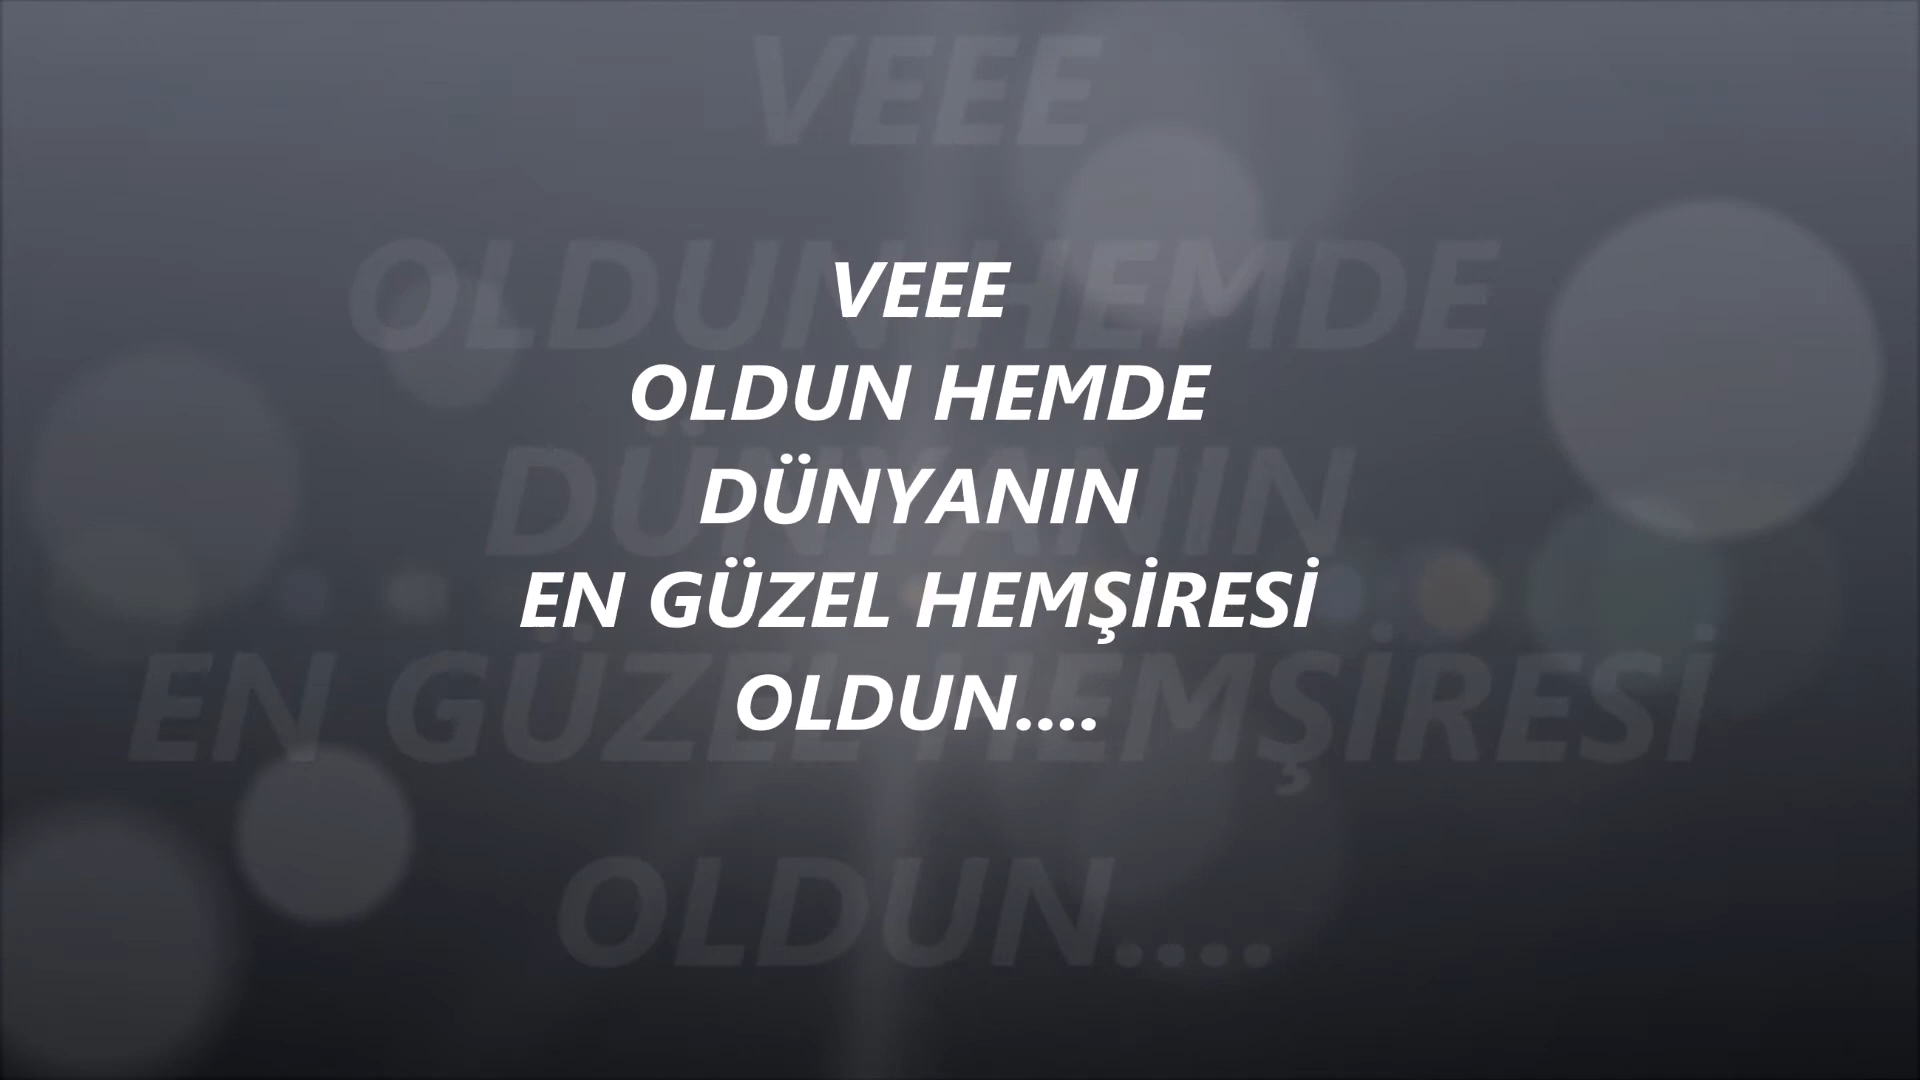 VEEE
OLDUN HEMDE
DÜNYANIN
EN GÜZEL HEMŞİRESİ
OLDUN....